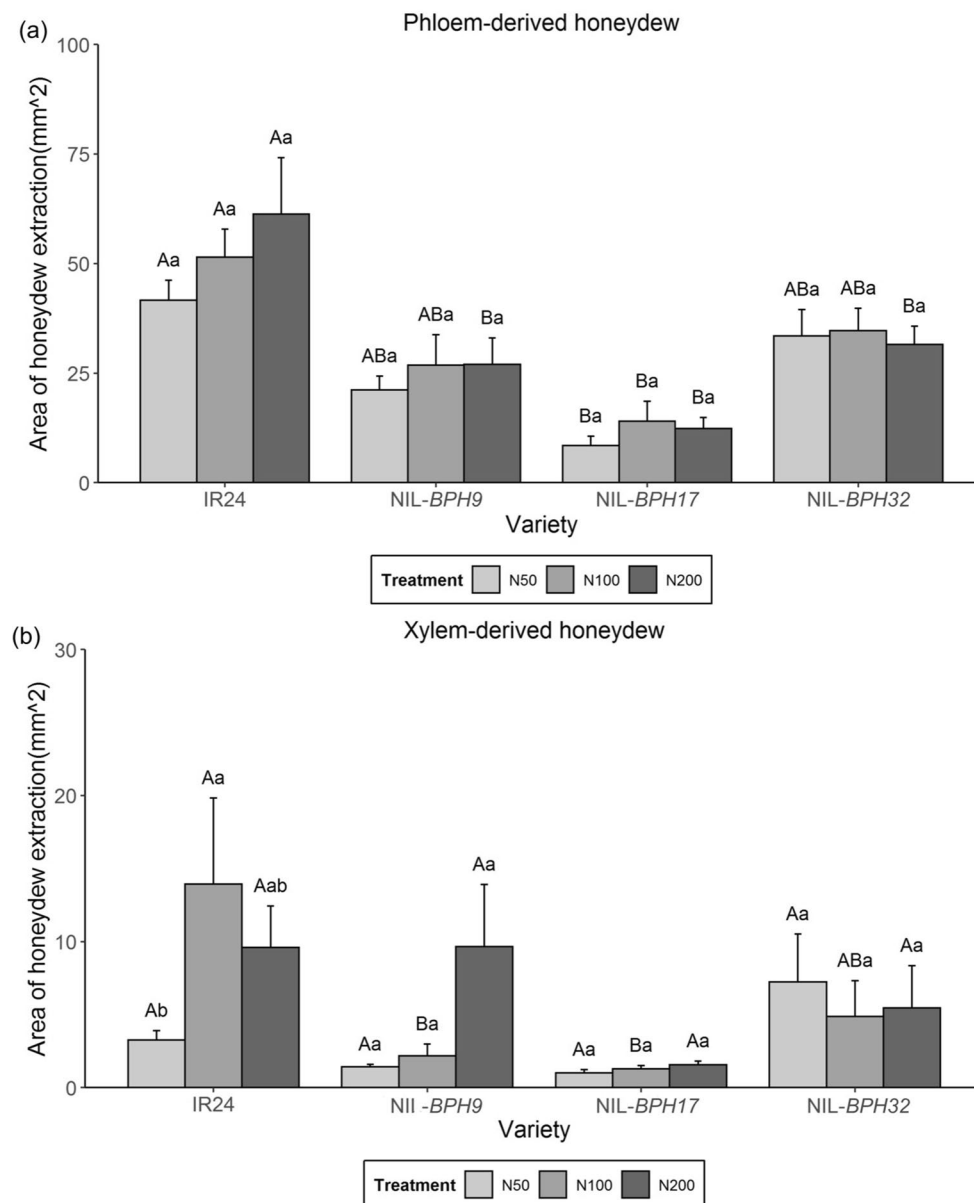 (a)
Phloem-derived honeydew
Area of honeydew extraction(mm^2)
100
75
50
25
0
Aa
Aa
Aa
ABa
ABa
Ba
Ba
Ba
Ba
ABa
ABa
Ba
IR24
NIL-BPH9
NIL-BPH17
NIL-BPH32
Variety
Treatment N50 N100 N200
(b)
Xylem-derived honeydew
Area of honeydew extraction(mm^2)
30
20
10
0
Ab
Aa
Aab
Aa
Ba
Aa
Aa
Ba
Aa
Aa
ABa
Aa
IR24
NIL-BPH9
NIL-BPH17
NIL-BPH32
Variety
Treatment N50 N100 N200